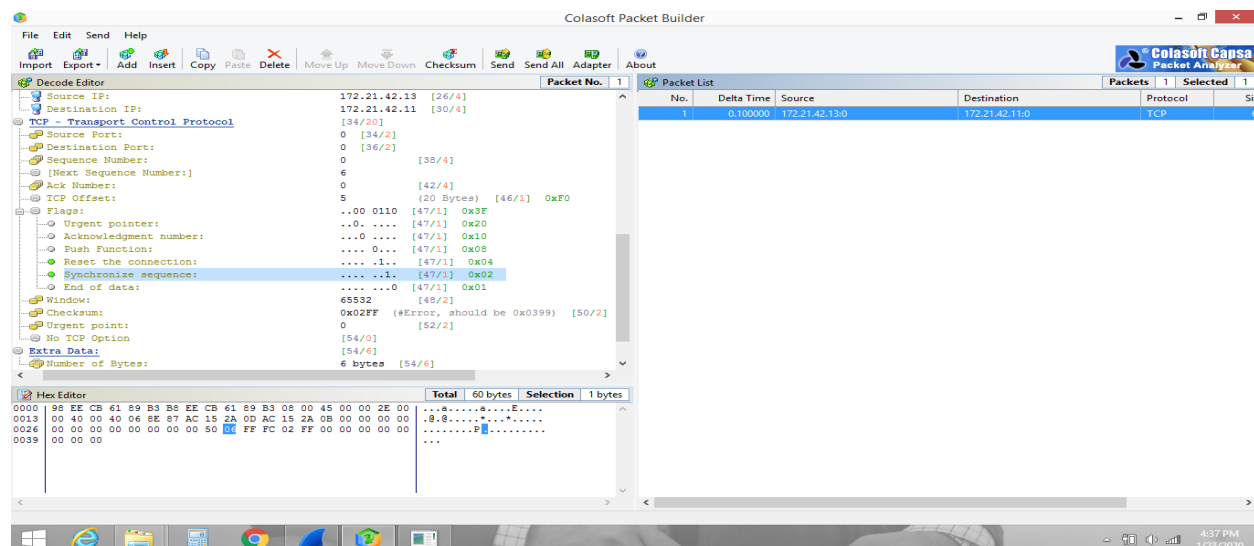 Colasoft Packet Builder
File Edit Send Help
Import Export Add Insert Copy Paste Delete Move Up Move Down Checksum Send Send All Adapter About
Colasoft Capsa
Packet Analyzer
Decode Editor Packet No. 1
Source IP: 172.21.42.13 [26/4]
Destination IP: 172.21.42.11 [30/4]
TCP - Transport Control Protocol [34/20]
Source Port: 0 [34/2]
Destination Port: 0 [36/2]
Sequence Number: 0 [38/4]
[Next Sequence Number:] 6
Ack Number: 0 [42/4]
TCP Offset: 5 (20 Bytes) [46/1] 0xF0
Flags: ..00 0110 [47/1] 0x3F
Urgent pointer: ..0. .... [47/1] 0x20
Acknowledgment number: ...0 .... [47/1] 0x10
Push Function: .... 0... [47/1] 0x08
Reset the connection: .... .1.. [47/1] 0x04
Synchronize sequence: .... ..1. [47/1] 0x02
End of data: .... ...0 [47/1] 0x01
Window: 65532 [48/2]
Checksum: 0x02FF (#Error, should be 0x0399) [50/2]
Urgent point: 0 [52/2]
No TCP Option [54/0]
Extra Data: [54/6]
Number of Bytes: 6 bytes [54/6]
Packet List Packets 1 Selected 1
No. Delta Time Source Destination Protocol
1 0.100000 172.21.42.13:0 172.21.42.11:0 TCP
Hex Editor Total 60 bytes Selection 1 bytes
0000 98 EE CB 61 89 B3 B8 EE CB 61 89 B3 08 00 45 00 00 2E 00 ...a.....a....E....
0013 00 40 00 40 06 8E 87 AC 15 2A 0D AC 15 2A 0B 00 00 00 00 .@.@.....*...*.....
0026 00 00 00 00 00 00 00 00 50 06 FF FC 02 FF 00 00 00 00 00 ........P..........
0039 00 00 00 ...
4:37 PM
1/23/2020